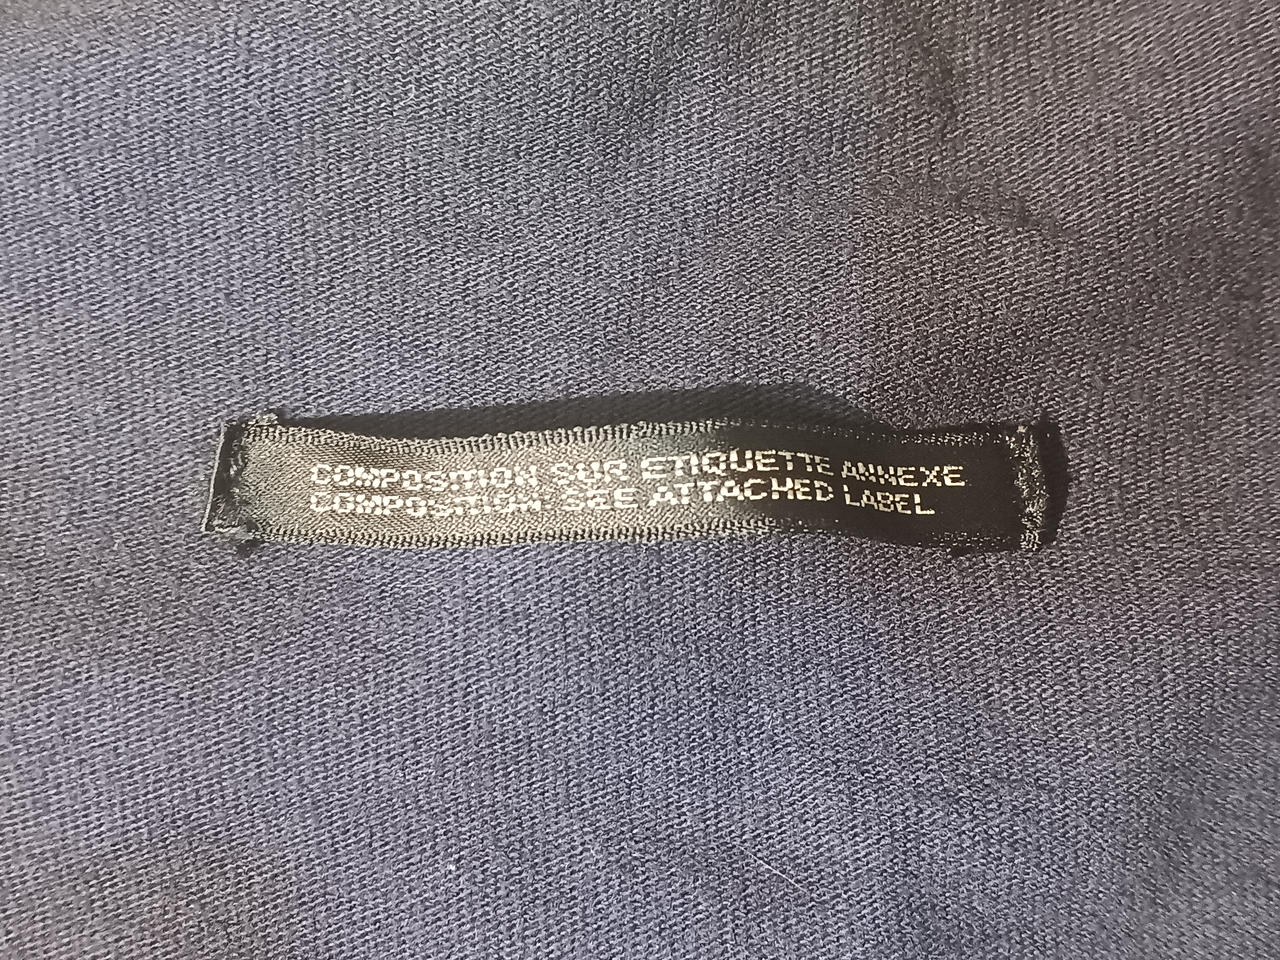 COMPOSITION SUR ETIQUETTE ANNEXE
COMPOSITION: SEE ATTACHED LABEL